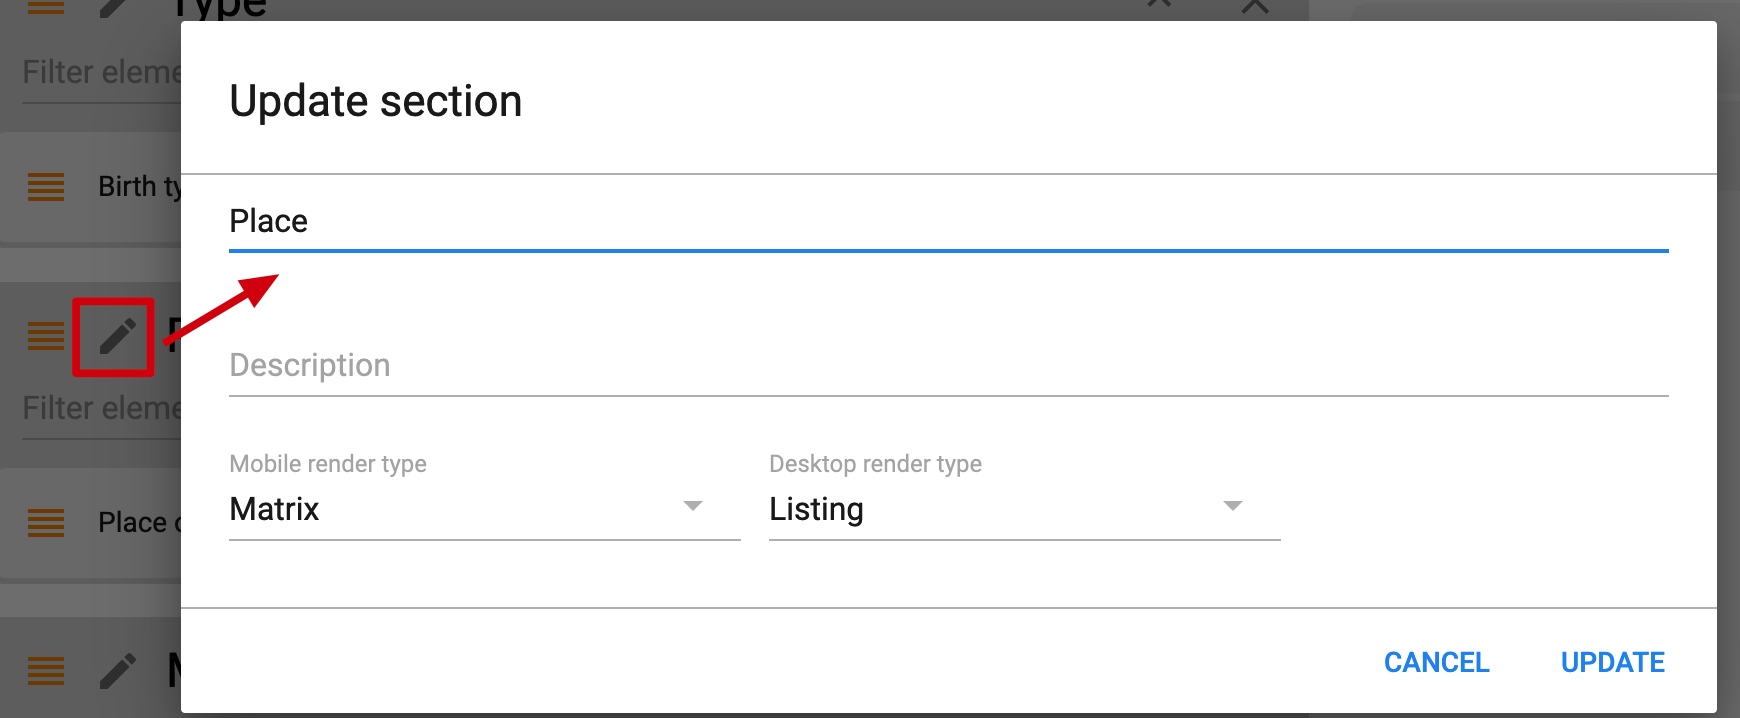 Type
Update section
Filter eleme
Place
Birth ty
Description
Filter eleme
Mobile render type
Desktop render type
Matrix
Listing
Place
CANCEL
UPDATE